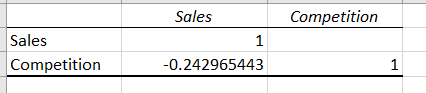 Sales Competition
Sales 1
Competition -0.242965443 1